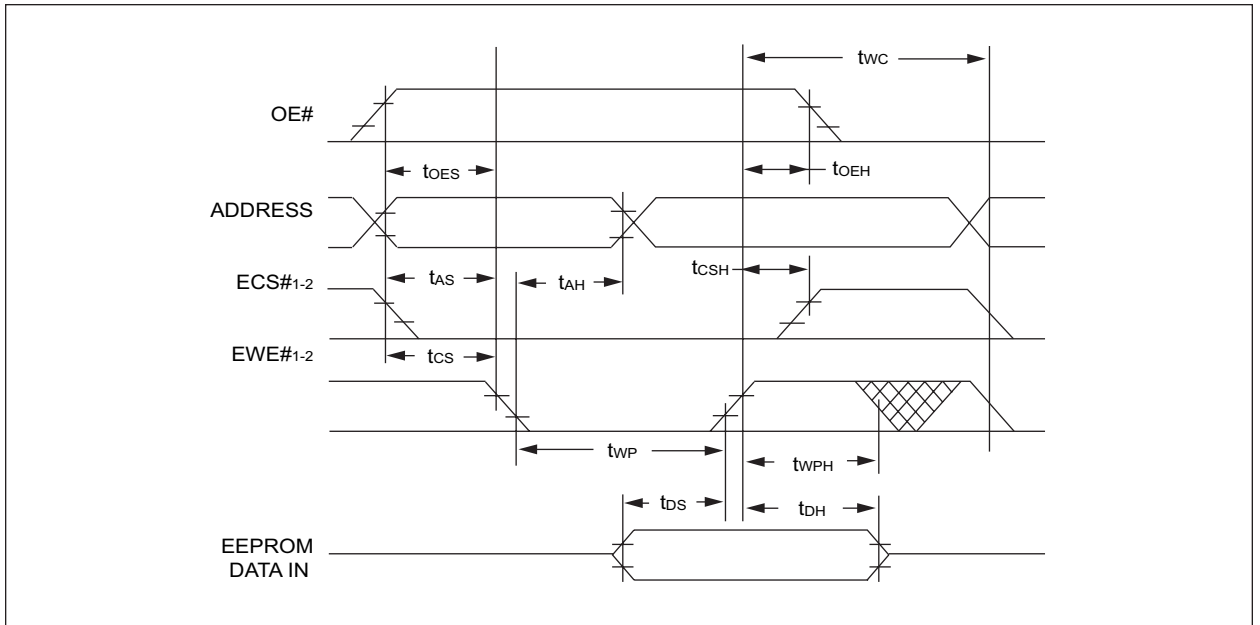 tWC
OE#
tOES
tOEH
ADDRESS
tCSH
ECS#1-2
tAS
tAH
EWE#1-2
tCS
tWP
tWPH
tDS
tDH
EEPROM
DATA IN